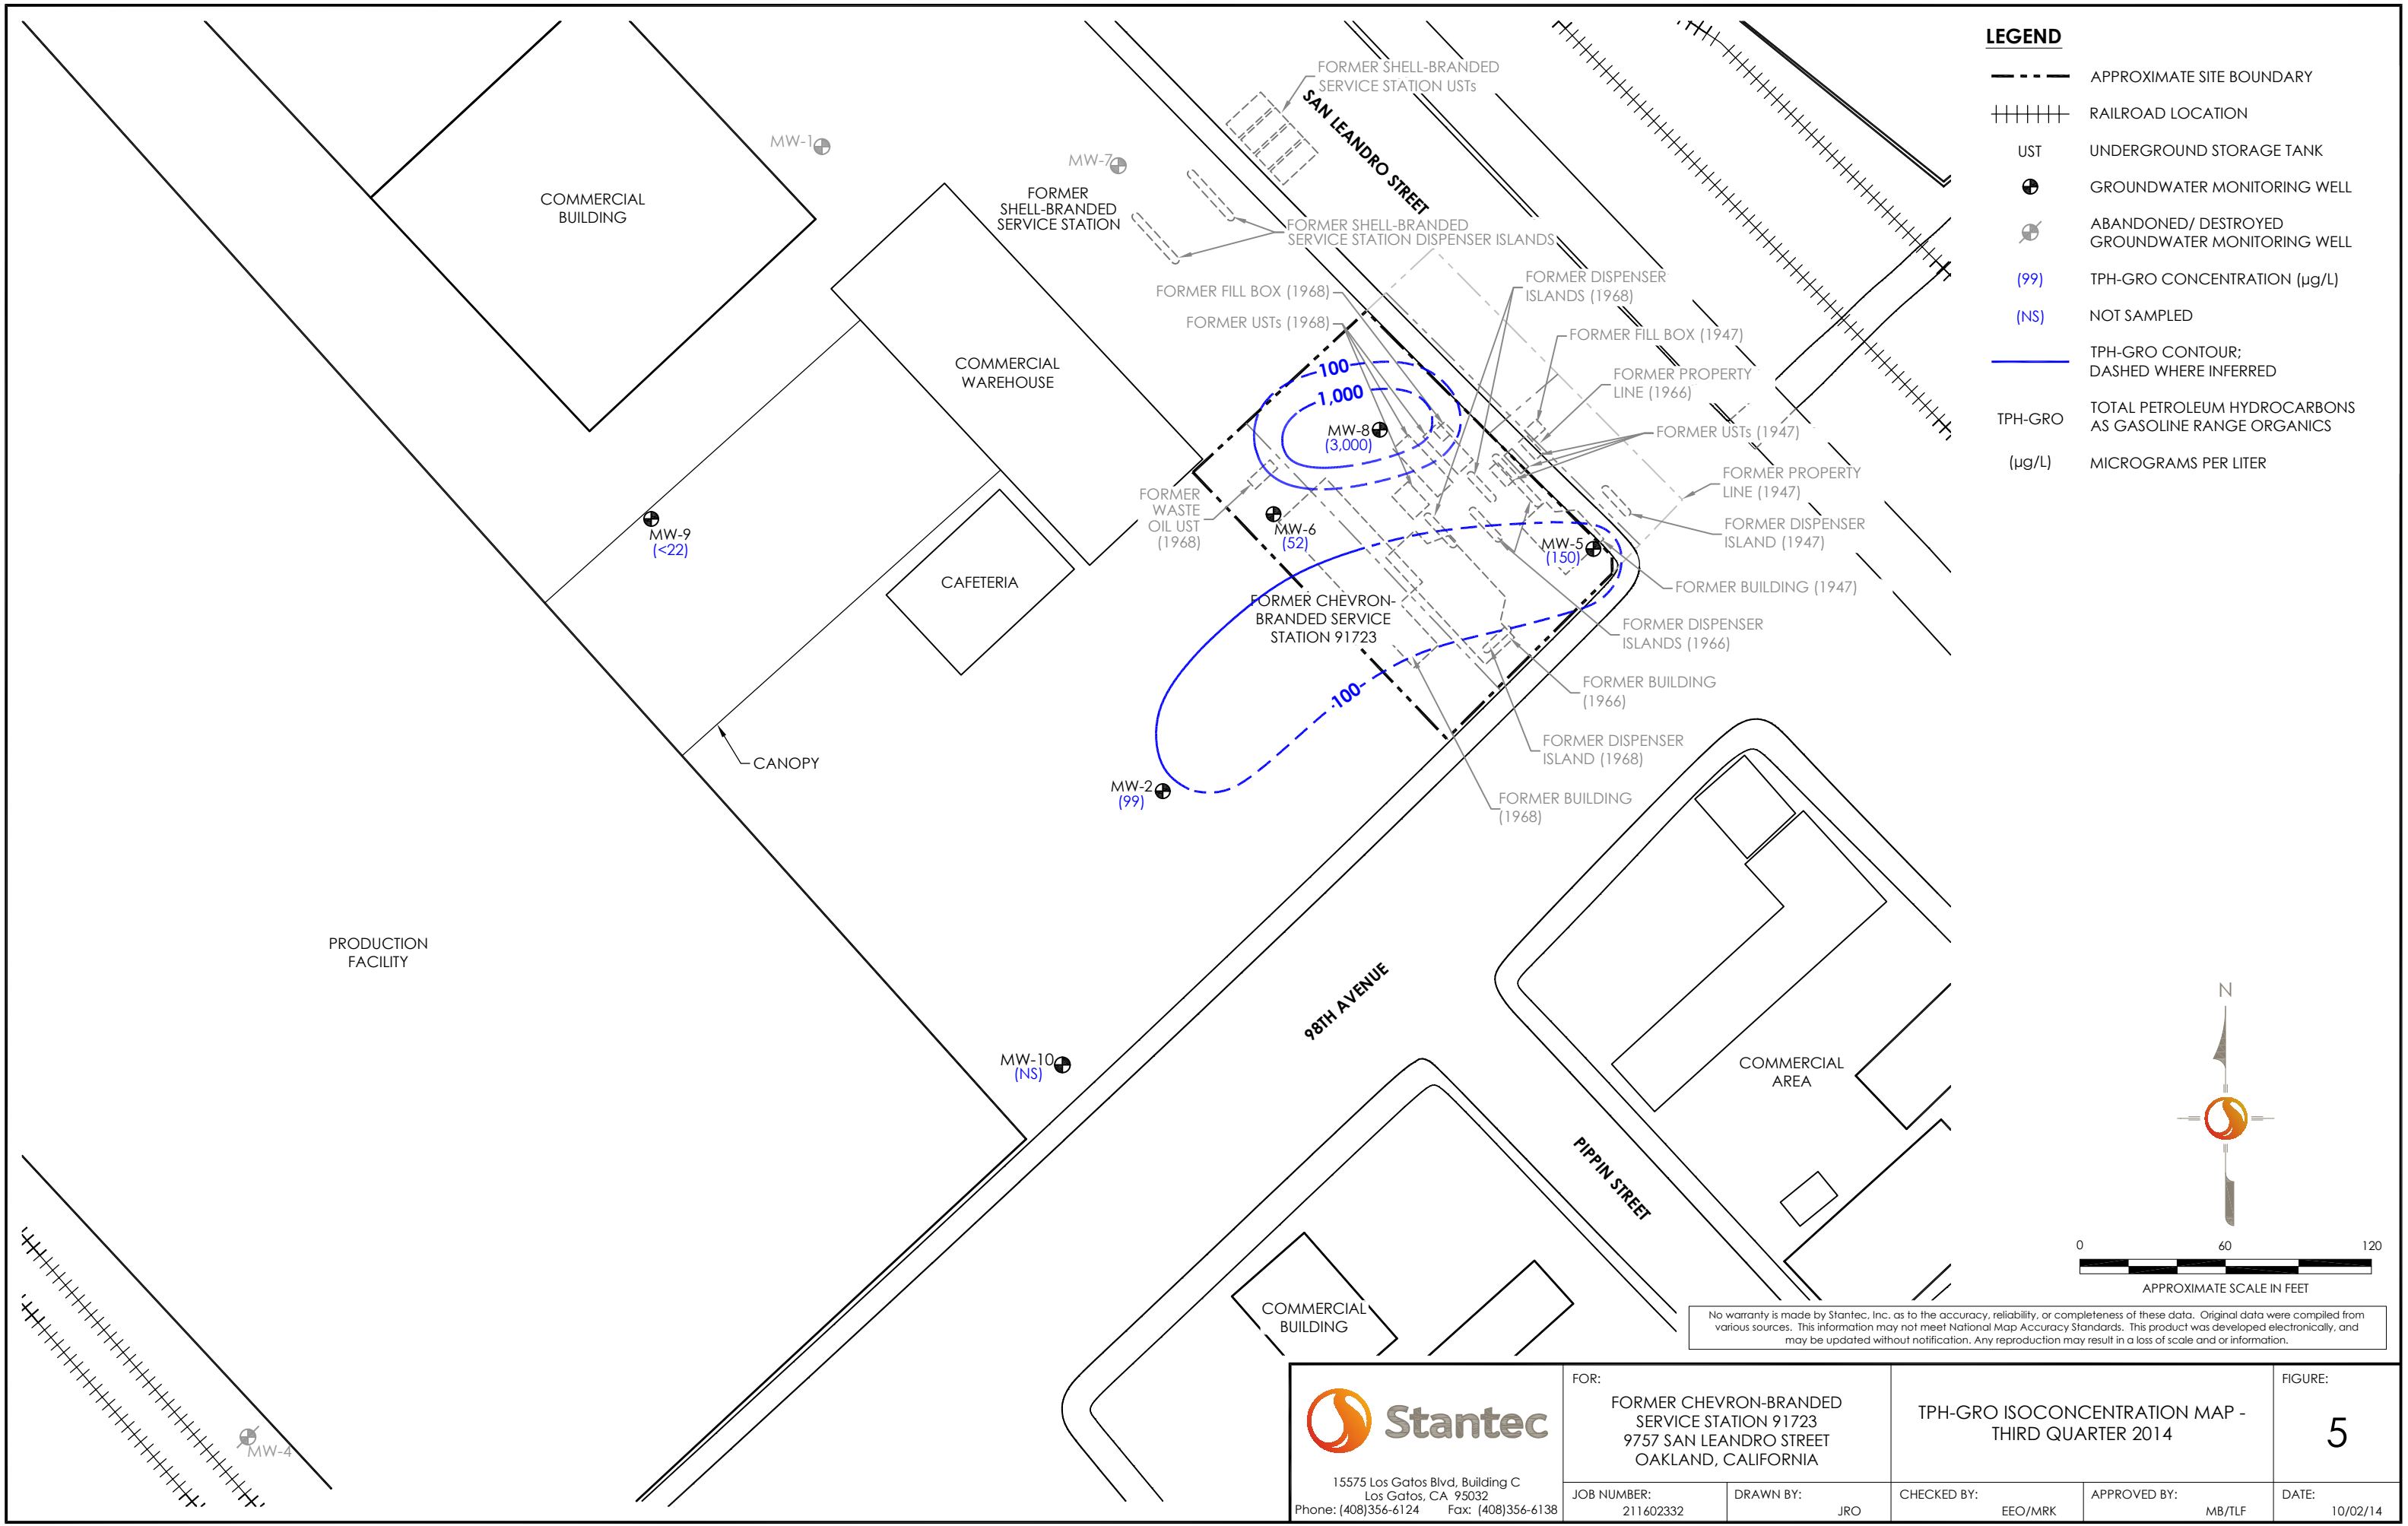 LEGEND
APPROXIMATE SITE BOUNDARY
RAILROAD LOCATION
UST UNDERGROUND STORAGE TANK
GROUNDWATER MONITORING WELL
ABANDONED/ DESTROYED
GROUNDWATER MONITORING WELL
(99) TPH-GRO CONCENTRATION (µg/L)
(NS) NOT SAMPLED
TPH-GRO CONTOUR;
DASHED WHERE INFERRED
TPH-GRO TOTAL PETROLEUM HYDROCARBONS
AS GASOLINE RANGE ORGANICS
(µg/L) MICROGRAMS PER LITER
FORMER SHELL-BRANDED
SERVICE STATION USTs
SAN LEANDRO STREET
MW-1
MW-7
COMMERCIAL
BUILDING
FORMER
SHELL-BRANDED
SERVICE STATION
FORMER SHELL-BRANDED
SERVICE STATION DISPENSER ISLANDS
FORMER FILL BOX (1968)
FORMER USTs (1968)
FORMER DISPENSER
ISLANDS (1968)
FORMER FILL BOX (1947)
FORMER PROPERTY
LINE (1966)
FORMER USTs (1947)
FORMER PROPERTY
LINE (1947)
FORMER DISPENSER
ISLAND (1947)
COMMERCIAL
WAREHOUSE
100
1,000
MW-8
(3,000)
FORMER
WASTE
OIL UST
(1968)
MW-6
(52)
MW-5
(150)
MW-9
(<22)
CAFETERIA
FORMER BUILDING (1947)
FORMER CHEVRON-
BRANDED SERVICE
STATION 91723
FORMER DISPENSER
ISLANDS (1966)
FORMER BUILDING
(1966)
100
FORMER DISPENSER
ISLAND (1968)
FORMER BUILDING
(1968)
CANOPY
MW-2
(99)
PRODUCTION
FACILITY
98TH AVENUE
MW-10
(NS)
COMMERCIAL
AREA
PIPPIN STREET
COMMERCIAL
BUILDING
MW-4
N
0 60 120
APPROXIMATE SCALE IN FEET
No warranty is made by Stantec, Inc. as to the accuracy, reliability, or completeness of these data. Original data were compiled from
various sources. This information may not meet National Map Accuracy Standards. This product was developed electronically, and
may be updated without notification. Any reproduction may result in a loss of scale and or information.
Stantec
15575 Los Gatos Blvd, Building C
Los Gatos, CA 95032
Phone: (408)356-6124 Fax: (408)356-6138
FOR:
FORMER CHEVRON-BRANDED
SERVICE STATION 91723
9757 SAN LEANDRO STREET
OAKLAND, CALIFORNIA
TPH-GRO ISOCONCENTRATION MAP -
THIRD QUARTER 2014
FIGURE:
5
JOB NUMBER:
211602332
DRAWN BY:
JRO
CHECKED BY:
EEO/MRK
APPROVED BY:
MB/TLF
DATE:
10/02/14